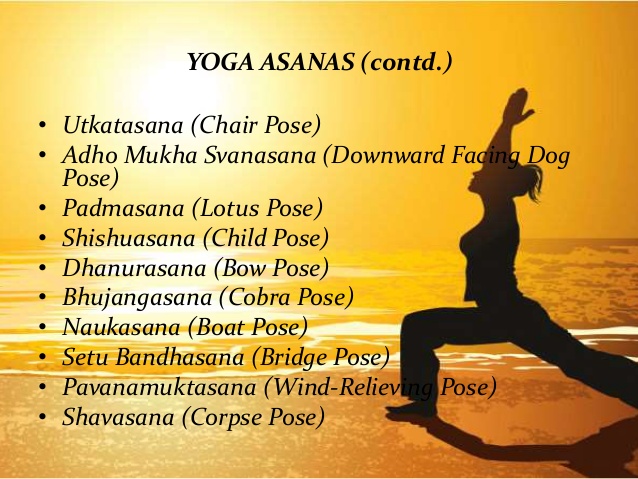 YOGA ASANAS (contd.)
• Utkatasana (Chair Pose)
• Adho Mukha Svanasana (Downward Facing Dog
Pose)
• Padmasana (Lotus Pose)
• Shishuasana (Child Pose)
• Dhanurasana (Bow Pose)
• Bhujangasana (Cobra Pose)
• Naukasana (Boat Pose)
• Setu Bandhasana (Bridge Pose)
• Pavanamuktasana (Wind-Relieving Pose)
• Shavasana (Corpse Pose)